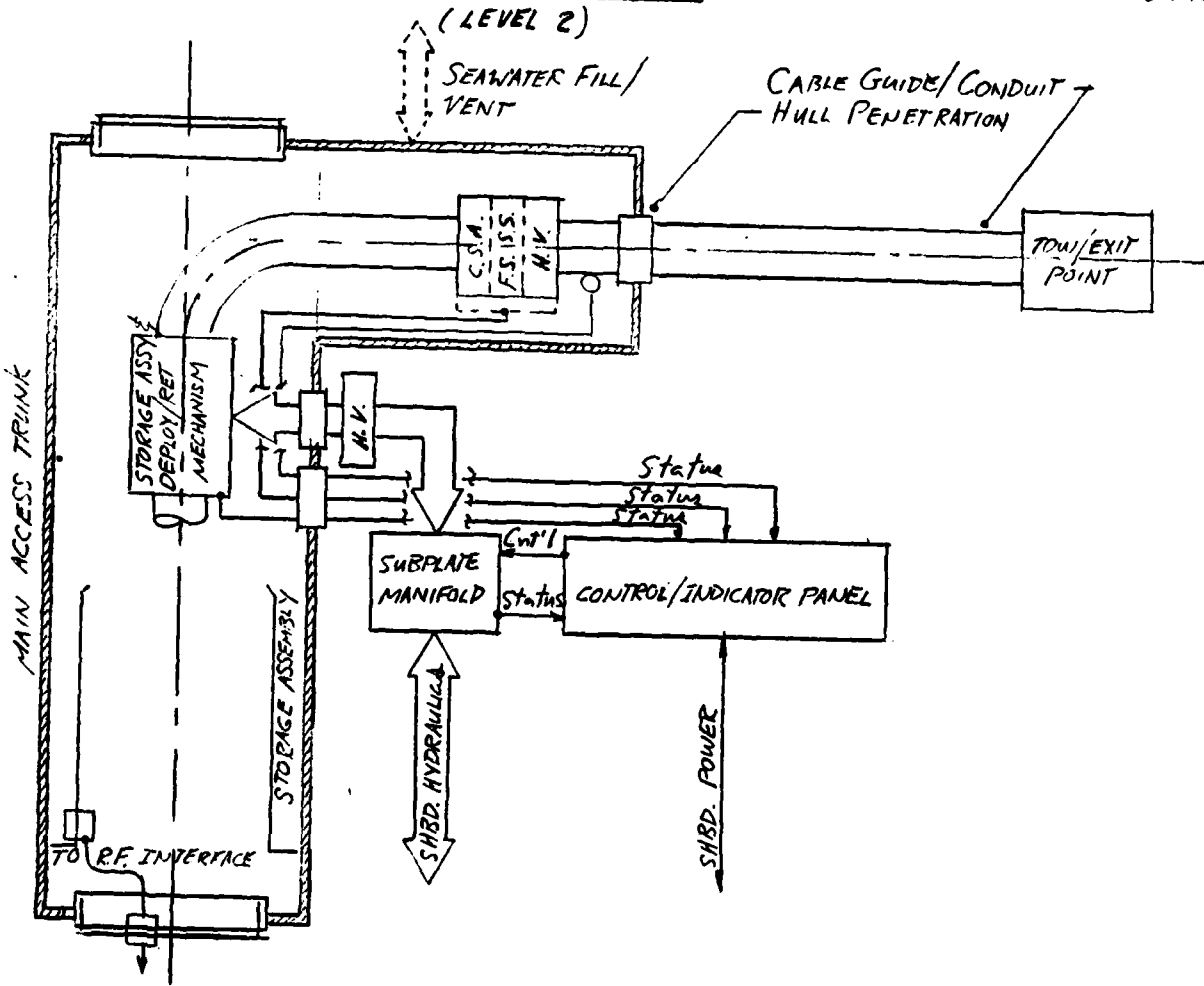 (LEVEL 2)
SEAWATER FILL/
VENT
CABLE GUIDE/CONDUIT
HULL PENETRATION
C.S.A.
F.S.|S.S.
H.V.
TOW/EXIT
POINT
MAIN ACCESS TRUNK
STORAGE ASSY
DEPLOY/RET
MECHANISM
H.V.
Status
Status
Status
Cnt'l
SUBPLATE
MANIFOLD
Status
CONTROL/INDICATOR PANEL
STORAGE ASSEMBLY
SHBD. HYDRAULICS
SHBD. POWER
TO R.F. INTERFACE